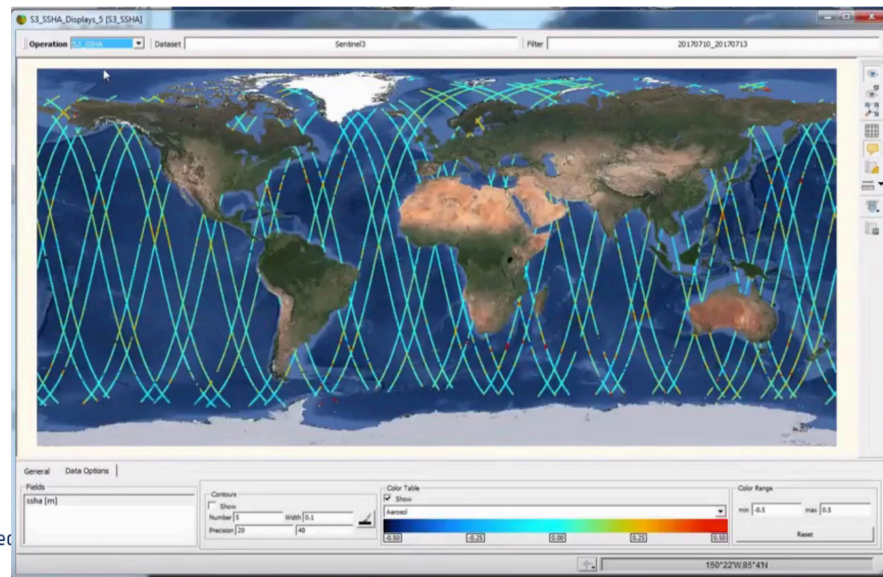 S3_SSHA_Displays_5 [S3_SSHA]
Operation S3_SSHA Dataset Sentinel3 Filter 20170710_20170713
General Data Options
Fields
ssha [m]
Contours
Show
Number 5 Width 0.1
Precision 20 40
Color Table
Show
Aerosol
-0.50 -0.25 0.00 0.25 0.50
Color Range
min -0.5 max 0.5
Reset
150°22'W,85°4'N